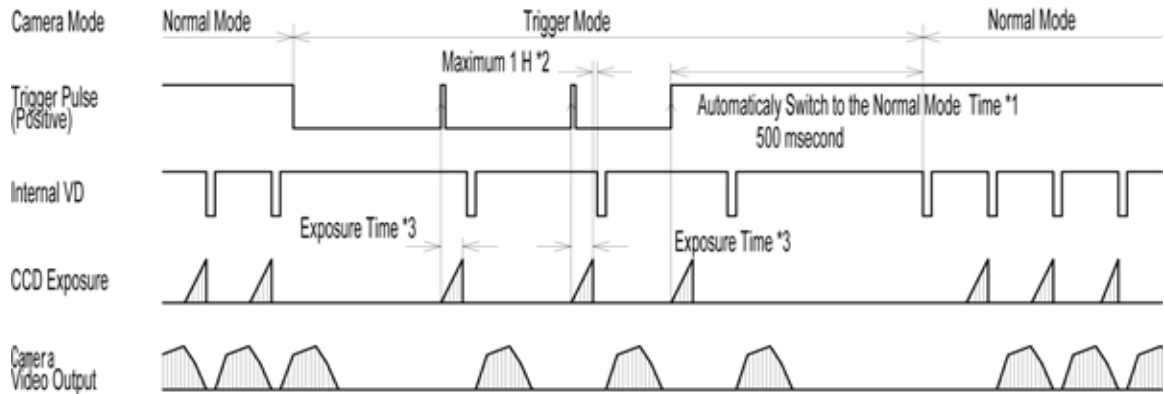 Camera Mode Normal Mode Trigger Mode Normal Mode
Maximum 1 H *2
Trigger Pulse
(Positive)
Automaticaly Switch to the Normal Mode Time *1
500 msecond
Internal VD
Exposure Time *3 Exposure Time *3
CCD Exposure
Camera
Video Output